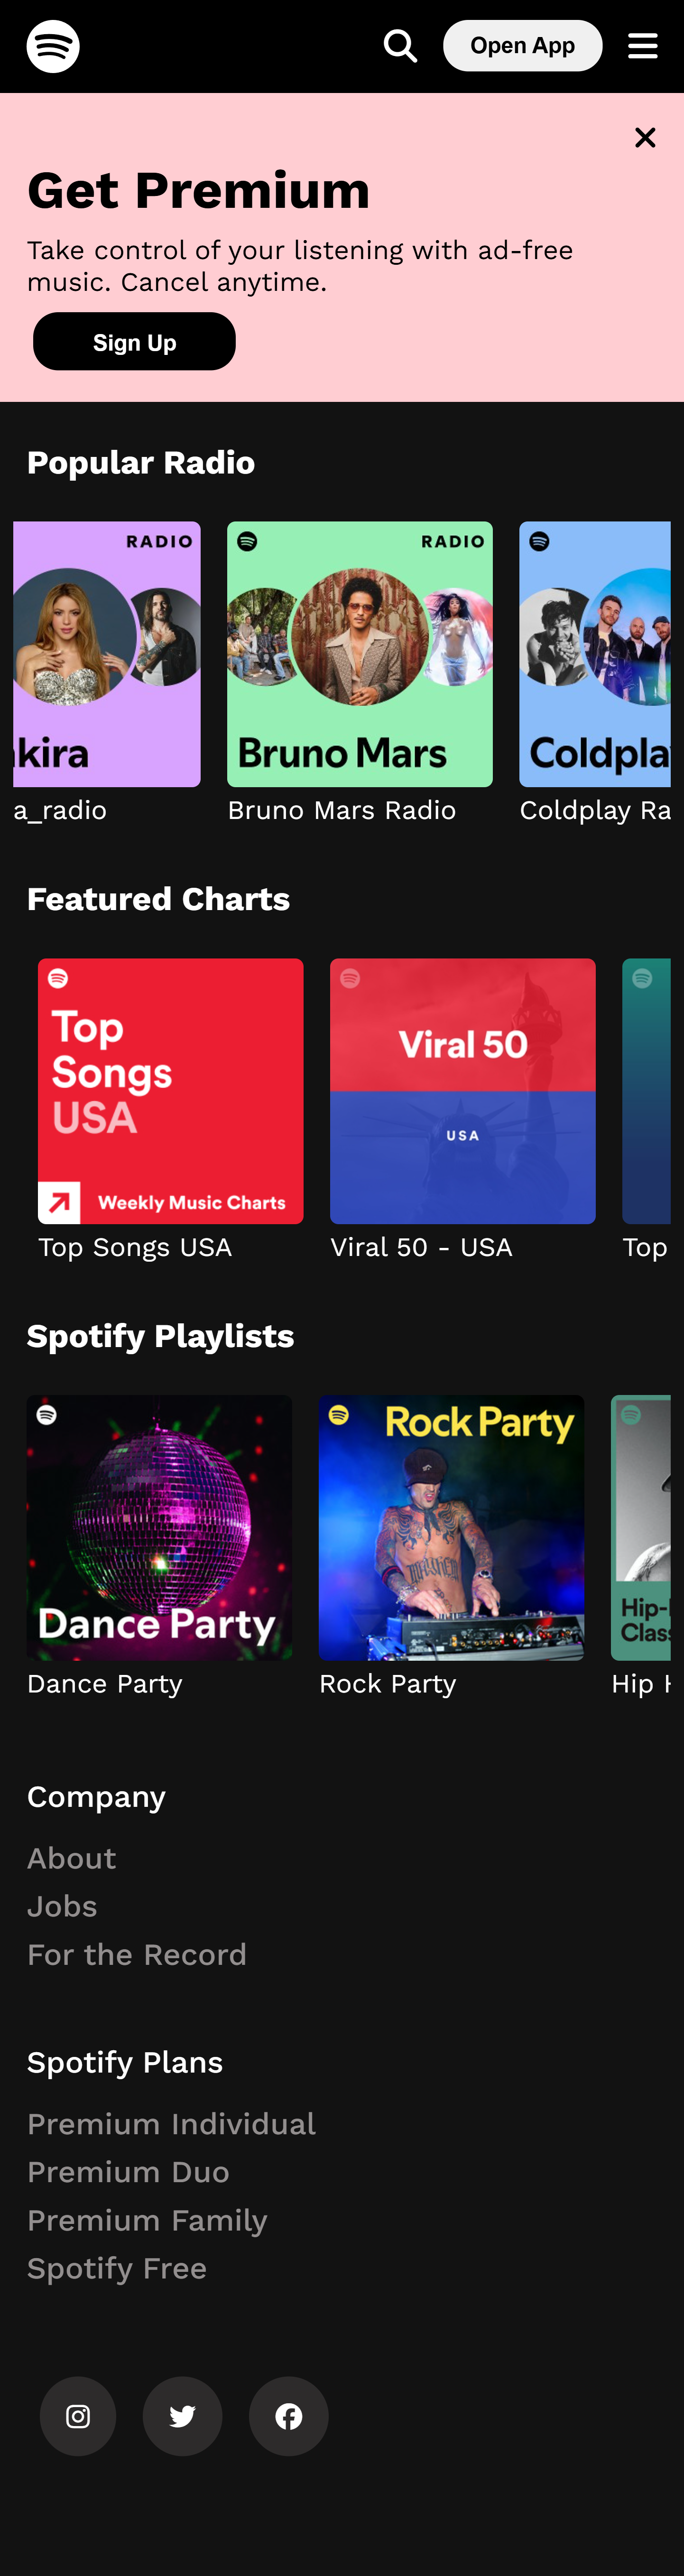 Open App
Get Premium
Take control of your listening with ad-free
music. Cancel anytime.
Sign Up
Popular Radio
RADIO
kira
a_radio
RADIO
Bruno Mars
Bruno Mars Radio
Coldpla
Coldplay Ra
Featured Charts
Top
Songs
USA
Weekly Music Charts
Top Songs USA
Viral 50
USA
Viral 50 - USA
Top
Spotify Playlists
Dance Party
Dance Party
Rock Party
MAYHEM
Rock Party
Hip-
Class
Hip H
Company
About
Jobs
For the Record
Spotify Plans
Premium Individual
Premium Duo
Premium Family
Spotify Free